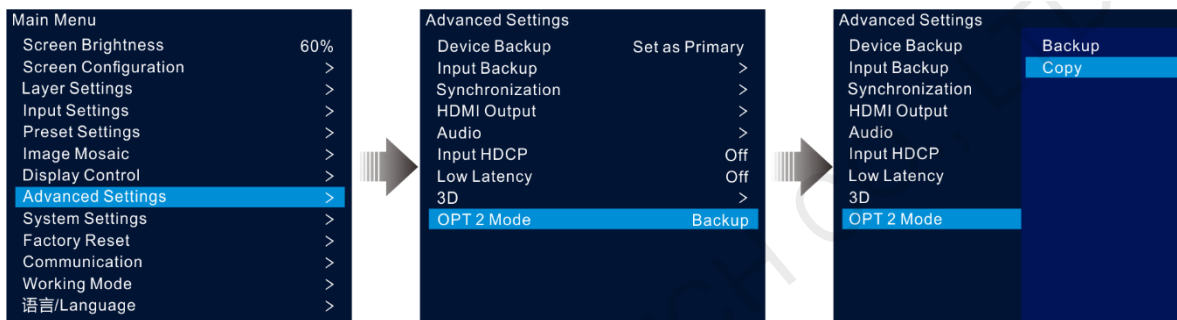 Main Menu
Screen Brightness 60%
Screen Configuration >
Layer Settings >
Input Settings >
Preset Settings >
Image Mosaic >
Display Control >
Advanced Settings >
System Settings >
Factory Reset >
Communication >
Working Mode >
语言/Language >
Advanced Settings
Device Backup Set as Primary
Input Backup >
Synchronization >
HDMI Output >
Audio >
Input HDCP Off
Low Latency Off
3D >
OPT 2 Mode Backup
Advanced Settings
Device Backup Backup
Input Backup Copy
Synchronization
HDMI Output
Audio
Input HDCP
Low Latency
3D
OPT 2 Mode